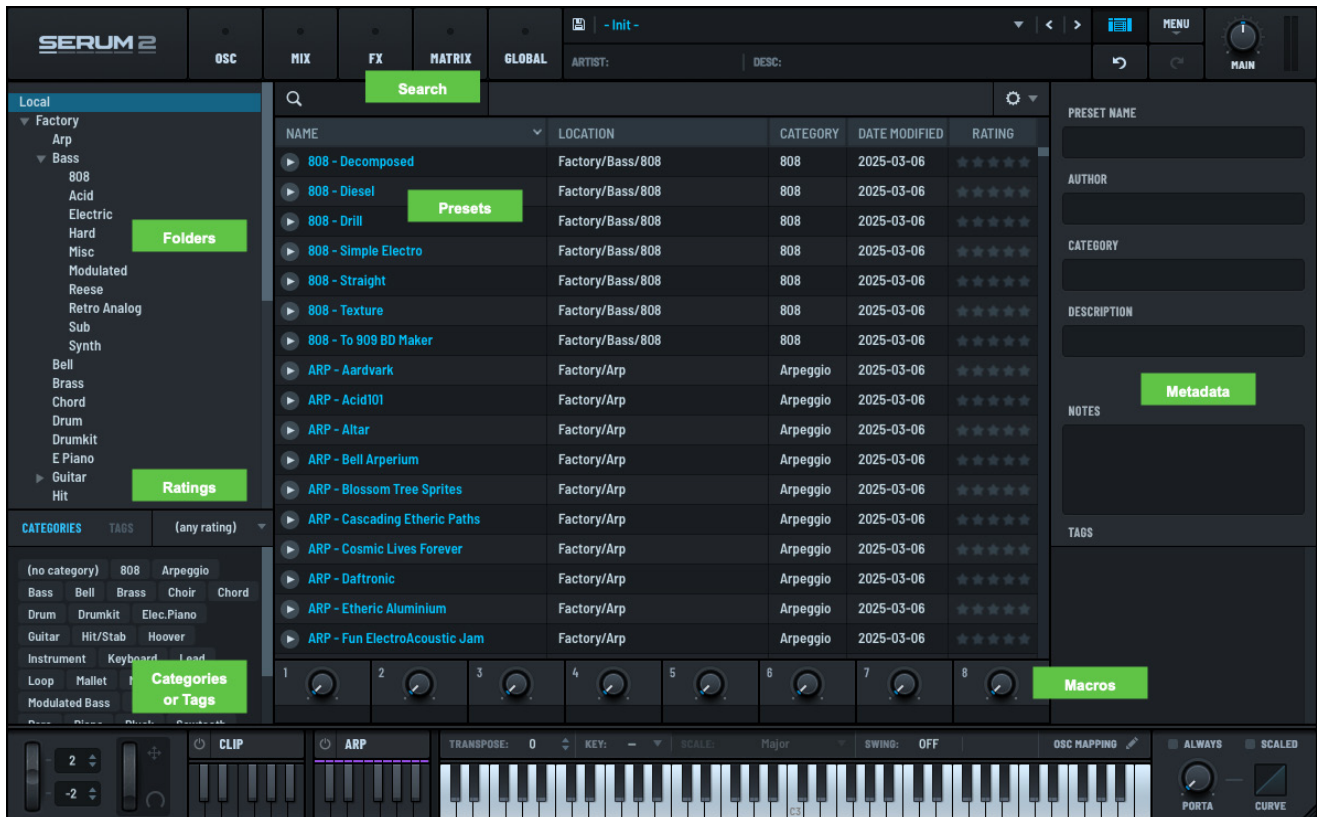 SERUM 2
OSC
MIX
FX
MATRIX
GLOBAL
- Init -
ARTIST:
DESC:
MENU
MAIN
Search
Local
Factory
Arp
Bass
808
Acid
Electric
Hard
Misc
Modulated
Reese
Retro Analog
Sub
Synth
Bell
Brass
Chord
Drum
Drumkit
E Piano
Guitar
Hit
Folders
Ratings
CATEGORIES TAGS (any rating)
(no category) 808 Arpeggio
Bass Bell Brass Choir Chord
Drum Drumkit Elec.Piano
Guitar Hit/Stab Hoover
Instrument Keyboard Lead
Loop Mallet
Modulated Bass
Categories
or Tags
NAME LOCATION CATEGORY DATE MODIFIED RATING
808 - Decomposed Factory/Bass/808 808 2025-03-06
808 - Diesel Factory/Bass/808 808 2025-03-06
Presets
808 - Drill Factory/Bass/808 808 2025-03-06
808 - Simple Electro Factory/Bass/808 808 2025-03-06
808 - Straight Factory/Bass/808 808 2025-03-06
808 - Texture Factory/Bass/808 808 2025-03-06
808 - To 909 BD Maker Factory/Bass/808 808 2025-03-06
ARP - Aardvark Factory/Arp Arpeggio 2025-03-06
ARP - Acid101 Factory/Arp Arpeggio 2025-03-06
ARP - Altar Factory/Arp Arpeggio 2025-03-06
ARP - Bell Arperium Factory/Arp Arpeggio 2025-03-06
ARP - Blossom Tree Sprites Factory/Arp Arpeggio 2025-03-06
ARP - Cascading Etheric Paths Factory/Arp Arpeggio 2025-03-06
ARP - Cosmic Lives Forever Factory/Arp Arpeggio 2025-03-06
ARP - Daftronic Factory/Arp Arpeggio 2025-03-06
ARP - Etheric Aluminium Factory/Arp Arpeggio 2025-03-06
ARP - Fun ElectroAcoustic Jam Factory/Arp Arpeggio 2025-03-06
1 2 3 4 5 6 7 8
Macros
PRESET NAME
AUTHOR
CATEGORY
DESCRIPTION
Metadata
NOTES
TAGS
2
-2
CLIP
ARP
TRANSPOSE: 0 KEY: – SCALE: Major SWING: OFF OSC MAPPING
C3
ALWAYS SCALED
PORTA CURVE